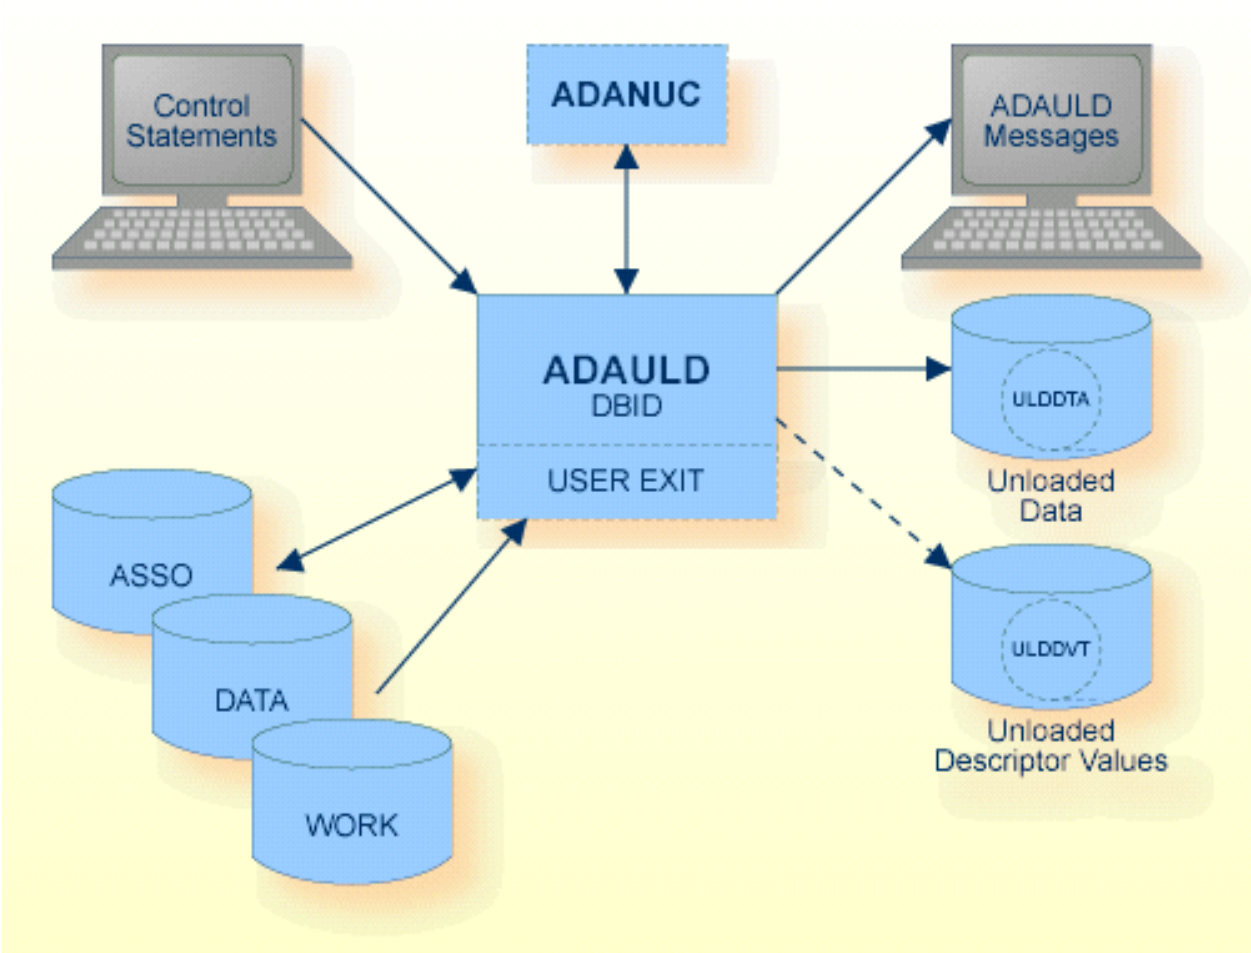 Control
Statements
ADANUC
ADAULD
Messages
ADAULD
DBID
USER EXIT
ULDDTA
Unloaded
Data
ASSO
DATA
WORK
ULDDVT
Unloaded
Descriptor Values